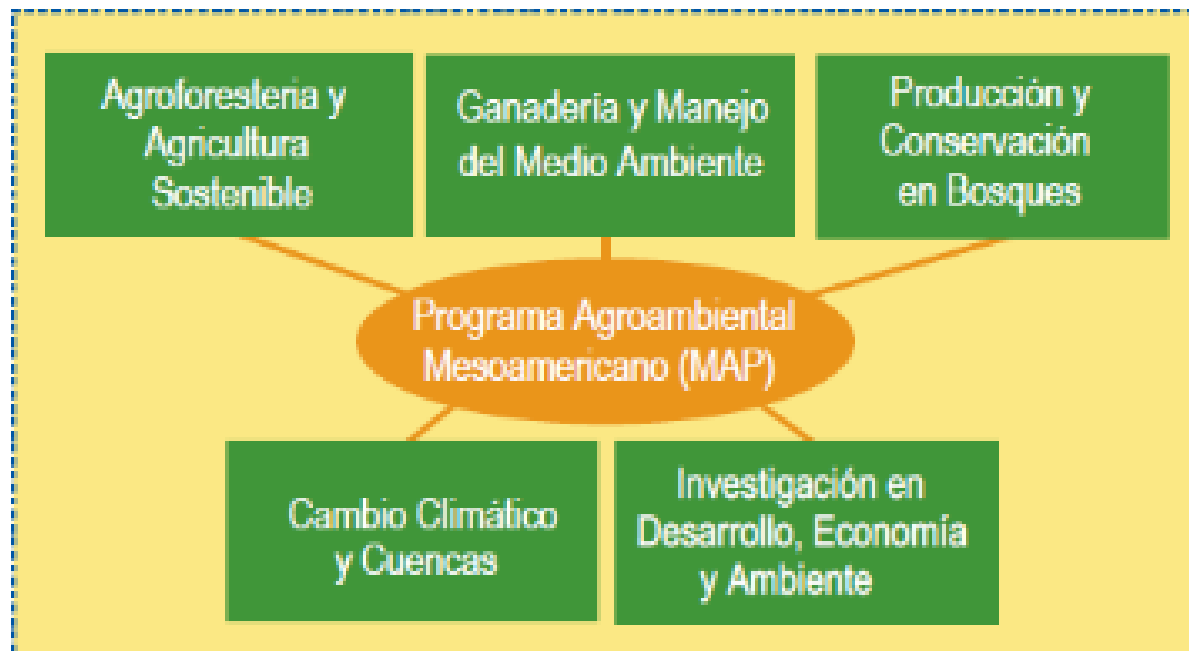 Agroforesteria y
Agricultura
Sostenible
Ganadería y Manejo
del Medio Ambiente
Producción y
Conservación
en Bosques
Programa Agroambiental
Mesoamericano (MAP)
Cambio Climático
y Cuencas
Investigación en
Desarrollo, Economía
y Ambiente